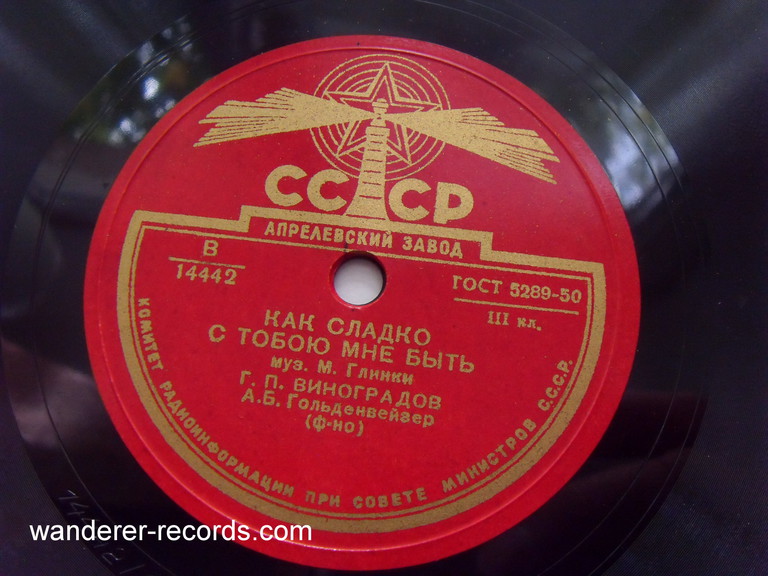 СССР
АПРЕЛЕВСКИЙ ЗАВОД
В
14442
ГОСТ 5289-50
III кл.
КАК СЛАДКО
С ТОБОЮ МНЕ БЫТЬ
муз. М. Глинки
Г. П. ВИНОГРАДОВ
А.Б. Гольденвейзер
(ф-но)
КОМИТЕТ РАДИОИНФОРМАЦИИ ПРИ СОВЕТЕ МИНИСТРОВ С.С.С.Р.
wanderer-records.com